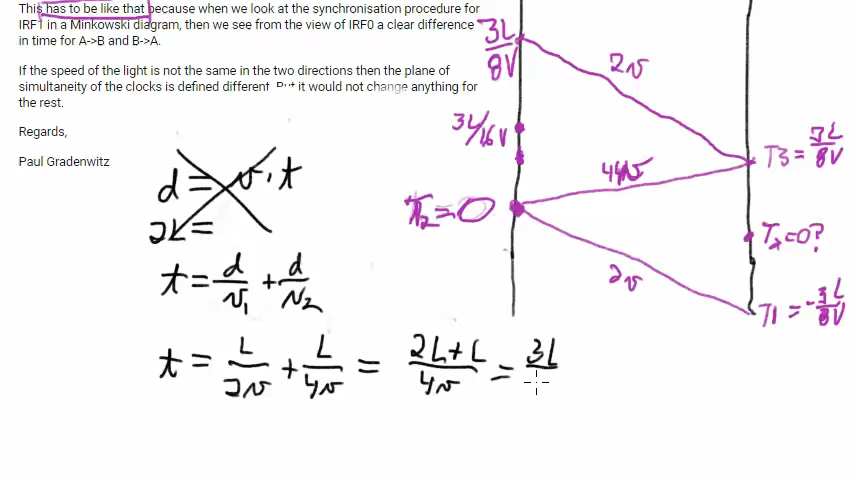 This has to be like that because when we look at the synchronisation procedure for
IRF1 in a Minkowski diagram, then we see from the view of IRF0 a clear difference
in time for A->B and B->A.
If the speed of the light is not the same in the two directions then the plane of
simultaneity of the clocks is defined different. But it would not change anything for
the rest.
Regards,
Paul Gradenwitz
d = v · t
2L =
t = d/v₁ + d/v₂
t = L/2v + L/4v = (2L+L)/4v = 3L
3L/8V
3L/16V
T₂ = 0
2v
4v
2v
T3 = 3L/8V
T₂ = 0?
T1 = -3L/8V